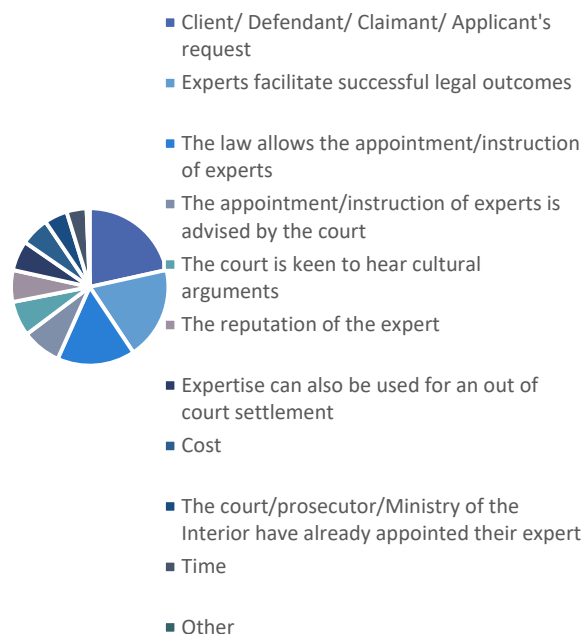 Client/ Defendant/ Claimant/ Applicant's
request
Experts facilitate successful legal outcomes
The law allows the appointment/instruction
of experts
The appointment/instruction of experts is
advised by the court
The court is keen to hear cultural
arguments
The reputation of the expert
Expertise can also be used for an out of
court settlement
Cost
The court/prosecutor/Ministry of the
Interior have already appointed their expert
Time
Other